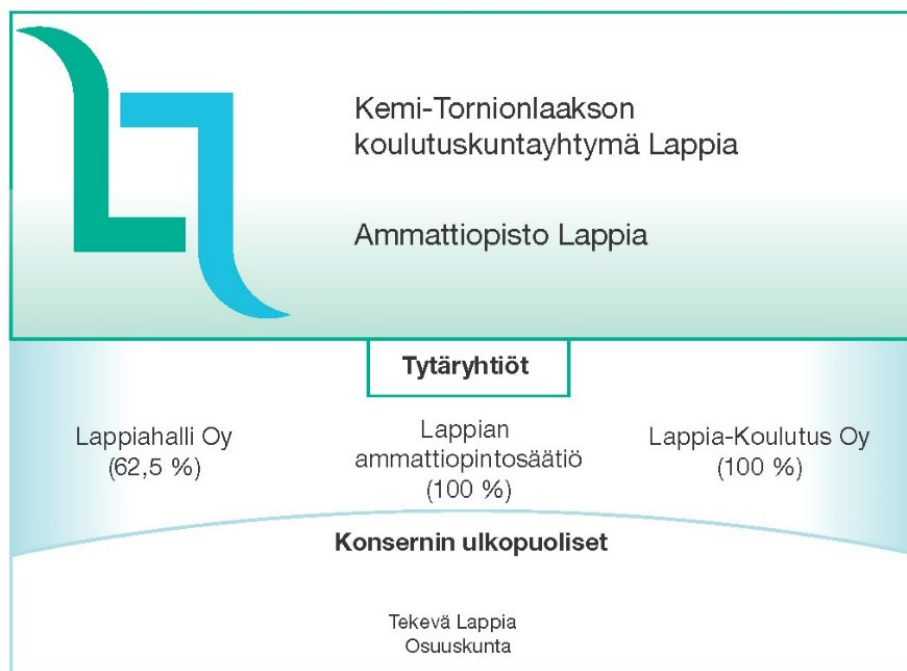 Kemi-Tornionlaakson
koulutuskuntayhtymä Lappia
Ammattiopisto Lappia
Tytäryhtiöt
Lappiahalli Oy
(62,5 %)
Lappian
ammattiopintosäätiö
(100 %)
Lappia-Koulutus Oy
(100 %)
Konsernin ulkopuoliset
Tekevä Lappia
Osuuskunta